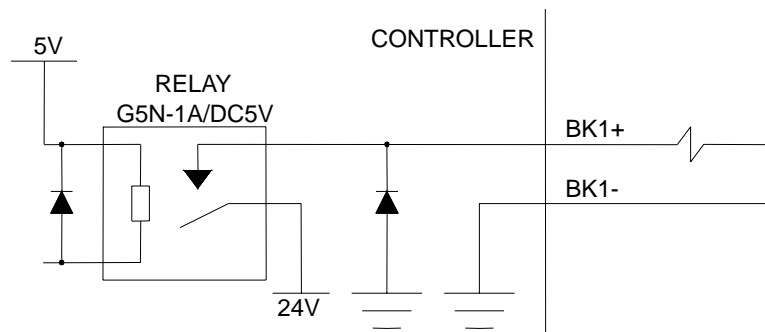 CONTROLLER
5V
RELAY
G5N-1A/DC5V
BK1+
BK1-
24V